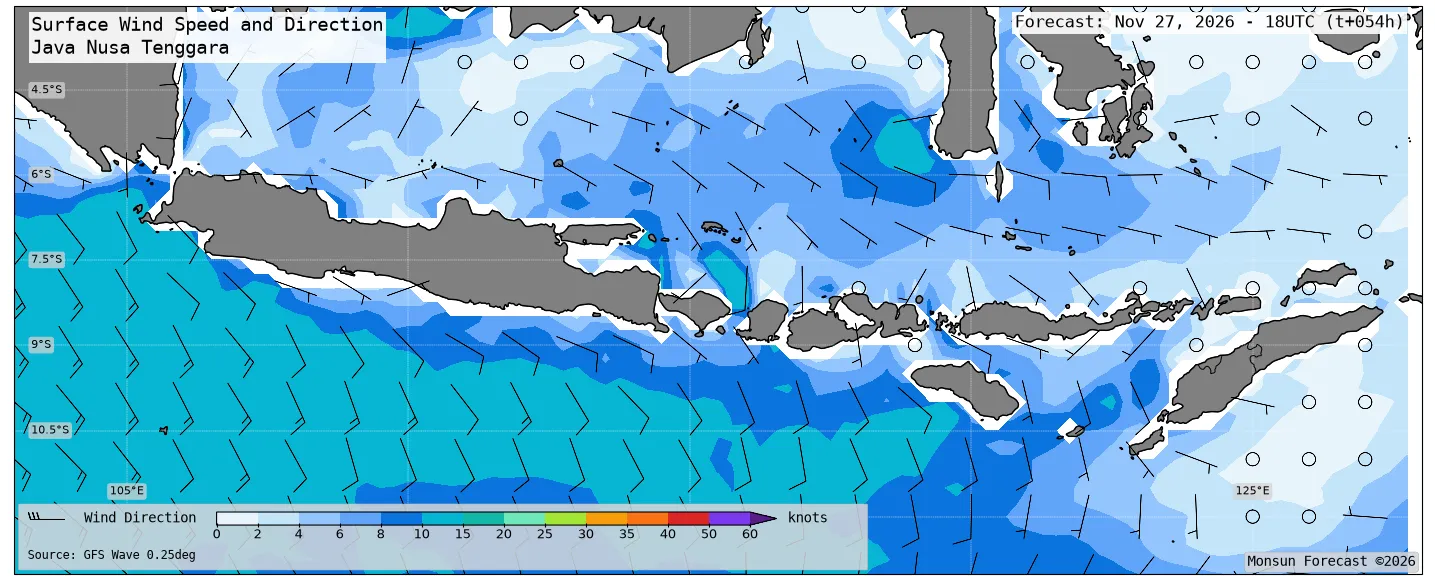 Surface Wind Speed and Direction
Java Nusa Tenggara
Forecast: Nov 27, 2026 - 18UTC (t+054h)
4.5°S
6°S
7.5°S
9°S
10.5°S
105°E
125°E
Wind Direction
knots
0 2 4 6 8 10 15 20 25 30 35 40 50 60
Source: GFS Wave 0.25deg
Monsun Forecast ©2026